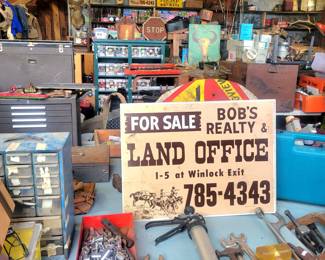 STOP
FOR SALE
BOB'S
REALTY &
LAND OFFICE
I-5 at Winlock Exit
785-4343